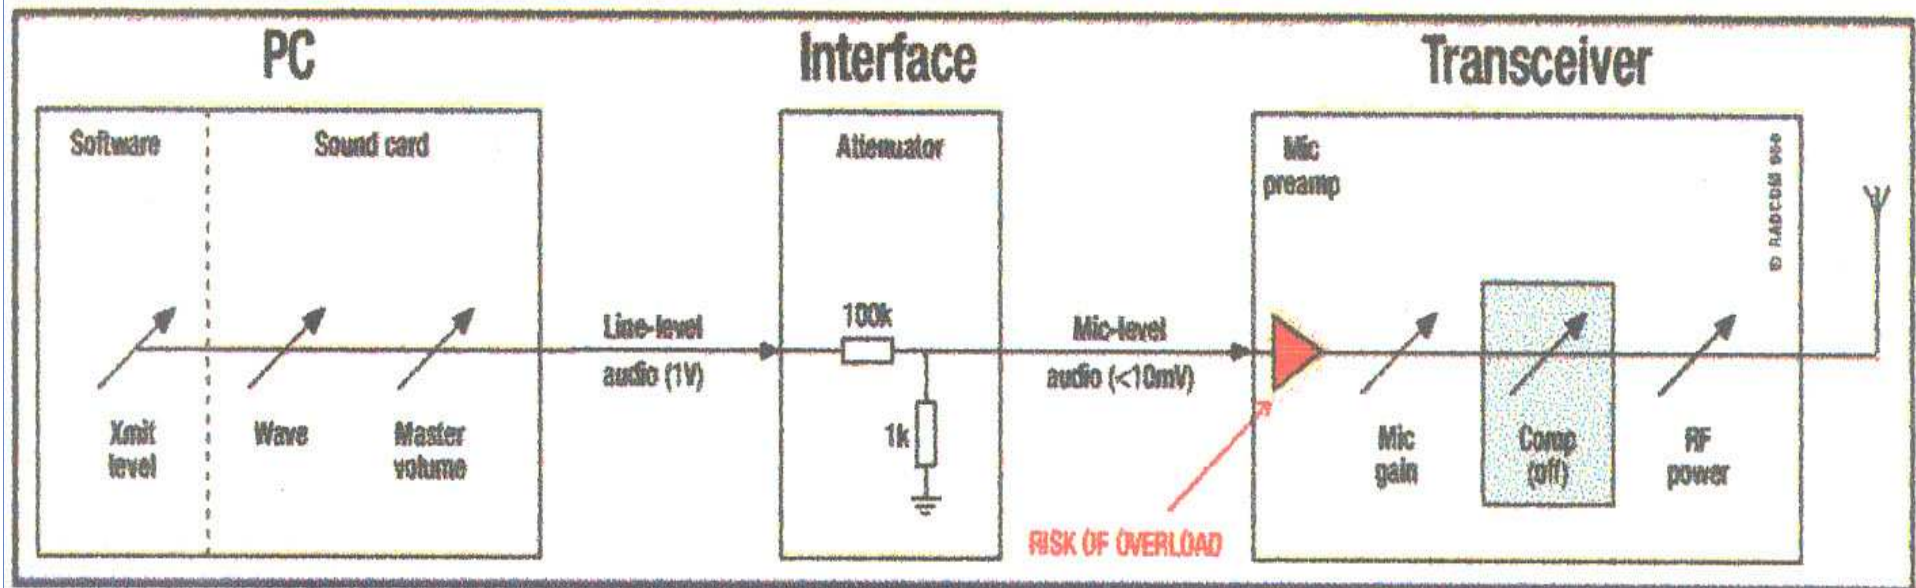 PC
Interface
Transceiver
Software
Sound card
Attenuator
Mic
preamp
© RADCOM
100k
Line-level
audio (1V)
Mic-level
audio (<10mV)
1k
Xmit
level
Wave
Master
volume
Mic
gain
Comp
(off)
RF
power
RISK OF OVERLOAD